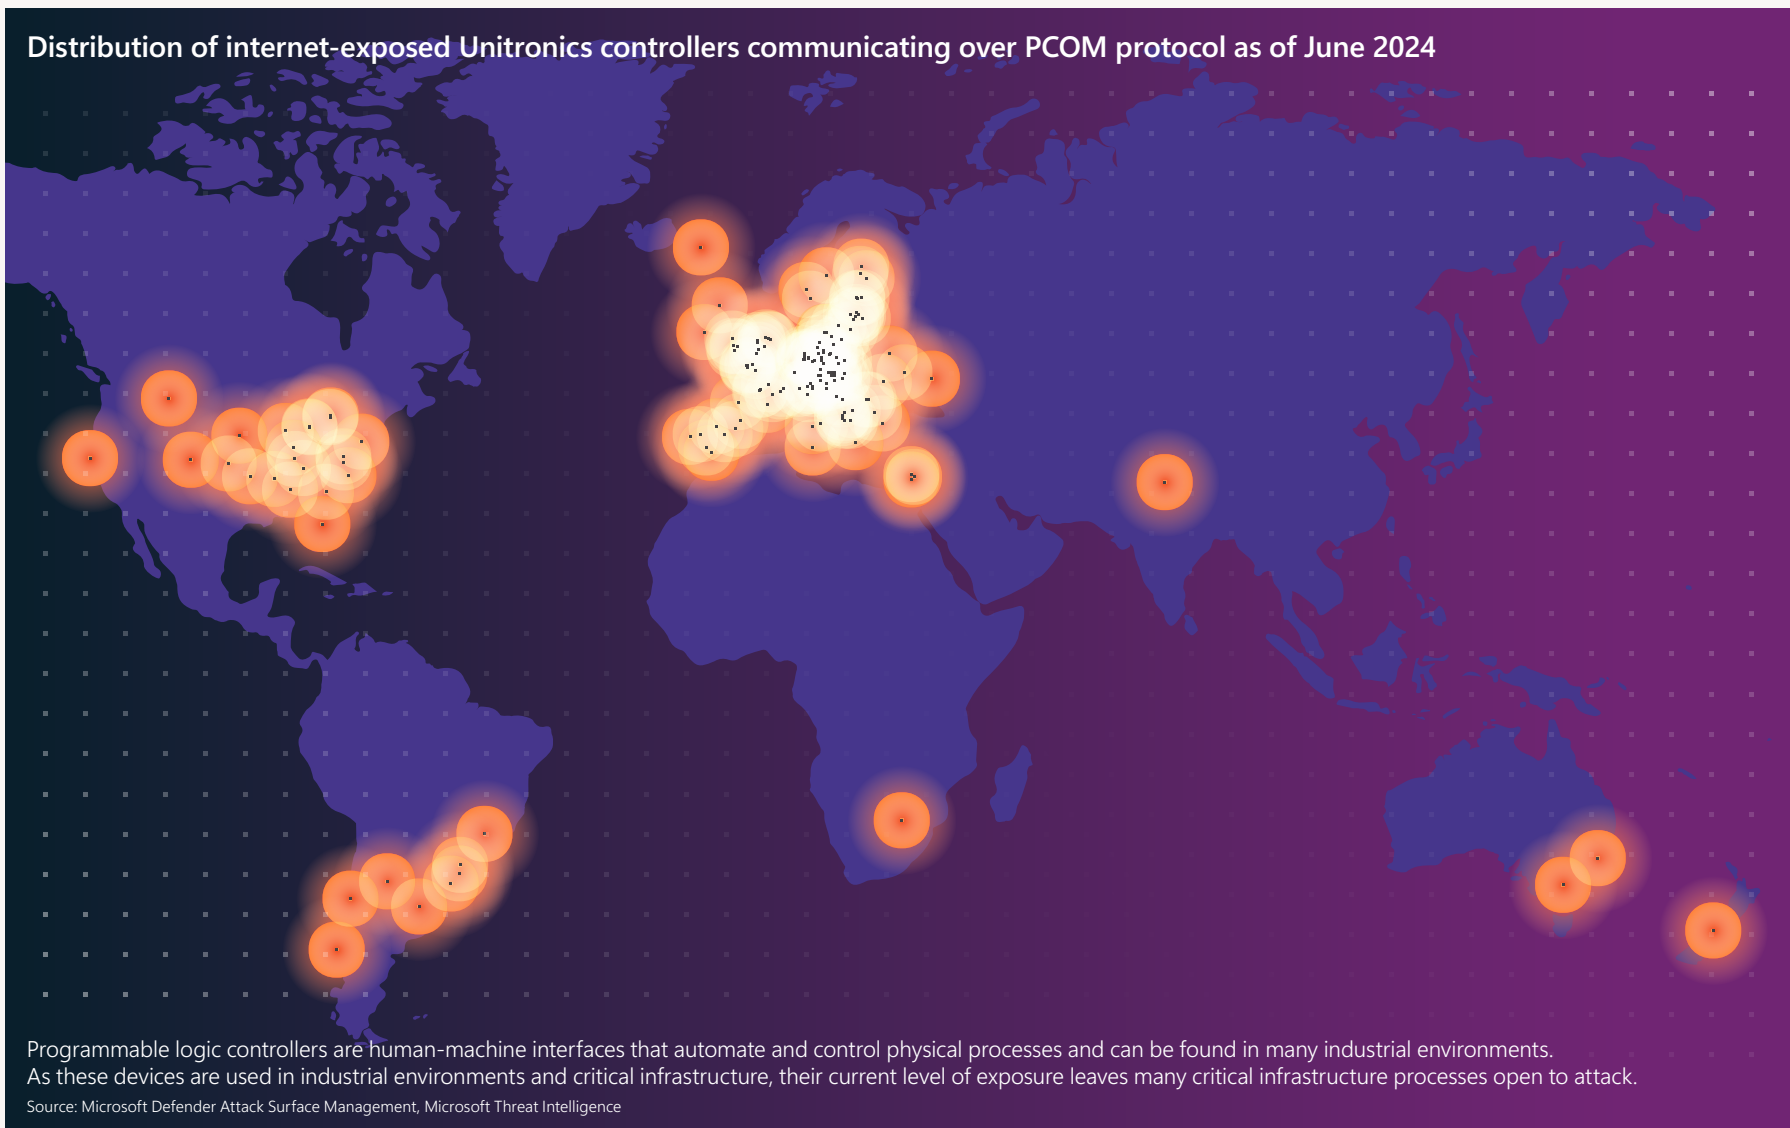 Distribution of internet-exposed Unitronics controllers communicating over PCOM protocol as of June 2024
Programmable logic controllers are human-machine interfaces that automate and control physical processes and can be found in many industrial environments.
As these devices are used in industrial environments and critical infrastructure, their current level of exposure leaves many critical infrastructure processes open to attack.
Source: Microsoft Defender Attack Surface Management, Microsoft Threat Intelligence